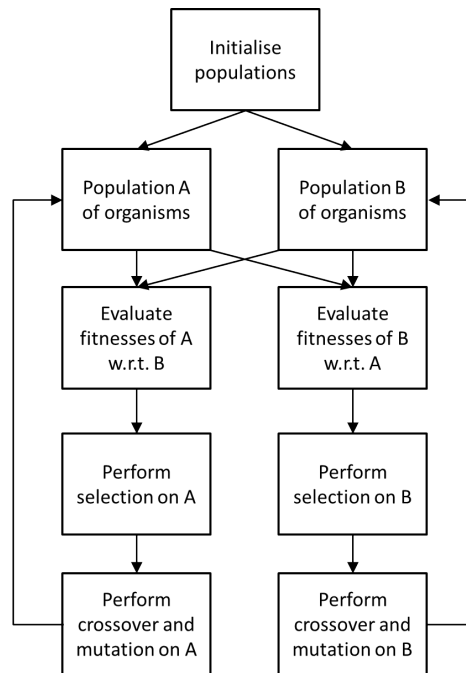 Initialise
populations
Population A
of organisms
Population B
of organisms
Evaluate
fitnesses of A
w.r.t. B
Evaluate
fitnesses of B
w.r.t. A
Perform
selection on A
Perform
selection on B
Perform
crossover and
mutation on A
Perform
crossover and
mutation on B